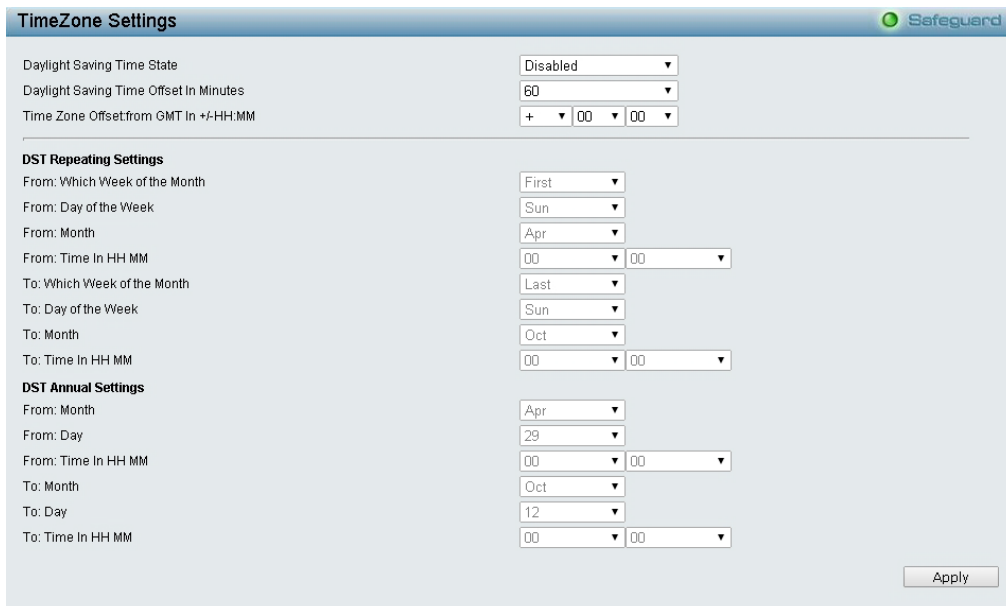 TimeZone Settings Safeguard
Daylight Saving Time State Disabled
Daylight Saving Time Offset In Minutes 60
Time Zone Offset:from GMT In +/-HH:MM + 00 00
DST Repeating Settings
From: Which Week of the Month First
From: Day of the Week Sun
From: Month Apr
From: Time In HH MM 00 00
To: Which Week of the Month Last
To: Day of the Week Sun
To: Month Oct
To: Time In HH MM 00 00
DST Annual Settings
From: Month Apr
From: Day 29
From: Time In HH MM 00 00
To: Month Oct
To: Day 12
To: Time In HH MM 00 00
Apply